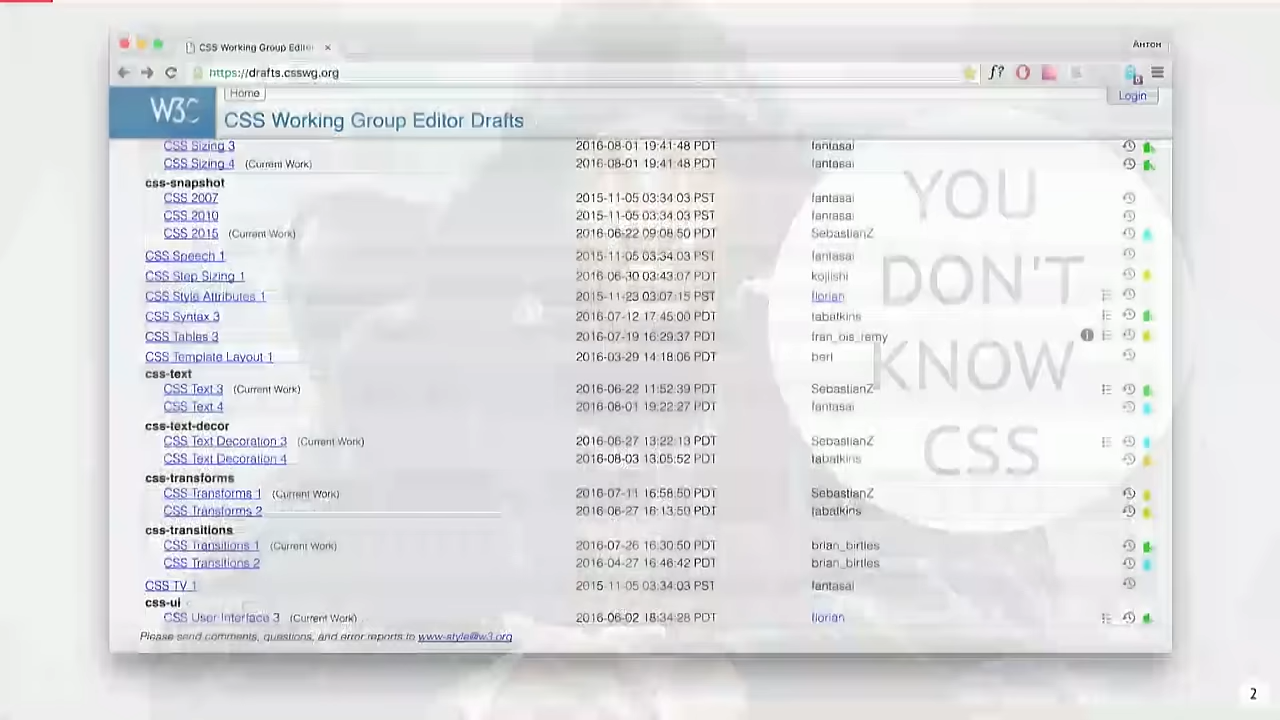 CSS Working Group Editor
Антон
https://drafts.csswg.org
f?
W3C
Home
Login
CSS Working Group Editor Drafts
CSS Sizing 3 2016-08-01 19:41:48 PDT fantasai
CSS Sizing 4 (Current Work) 2016-08-01 19:41:48 PDT fantasai
css-snapshot
CSS 2007 2015-11-05 03:34:03 PST fantasai
CSS 2010 2015-11-05 03:34:03 PST fantasai
CSS 2015 (Current Work) 2016-06-22 09:08:50 PDT SebastianZ
CSS Speech 1 2015-11-05 03:34:03 PST fantasai
CSS Step Sizing 1 2016-06-30 03:43:07 PDT kojiishi
CSS Style Attributes 1 2015-11-23 03:07:15 PST florian
CSS Syntax 3 2016-07-12 17:45:00 PDT tabatkins
CSS Tables 3 2016-07-19 16:29:37 PDT fran_ois_remy
CSS Template Layout 1 2016-03-29 14:18:06 PDT bert
css-text
CSS Text 3 (Current Work) 2016-06-22 11:52:39 PDT SebastianZ
CSS Text 4 2016-08-01 19:22:27 PDT fantasai
css-text-decor
CSS Text Decoration 3 (Current Work) 2016-06-27 13:22:13 PDT SebastianZ
CSS Text Decoration 4 2016-08-03 13:05:52 PDT tabatkins
css-transforms
CSS Transforms 1 (Current Work) 2016-07-11 16:58:50 PDT SebastianZ
CSS Transforms 2 2016-06-27 16:13:50 PDT tabatkins
css-transitions
CSS Transitions 1 (Current Work) 2016-07-26 16:30:50 PDT brian_birtles
CSS Transitions 2 2016-04-27 16:46:42 PDT brian_birtles
CSS TV 1 2015-11-05 03:34:03 PST fantasai
css-ui
CSS User Interface 3 (Current Work) 2016-06-02 18:34:28 PDT florian
Please send comments, questions, and error reports to www-style@w3.org
YOU
DON'T
KNOW
CSS
2